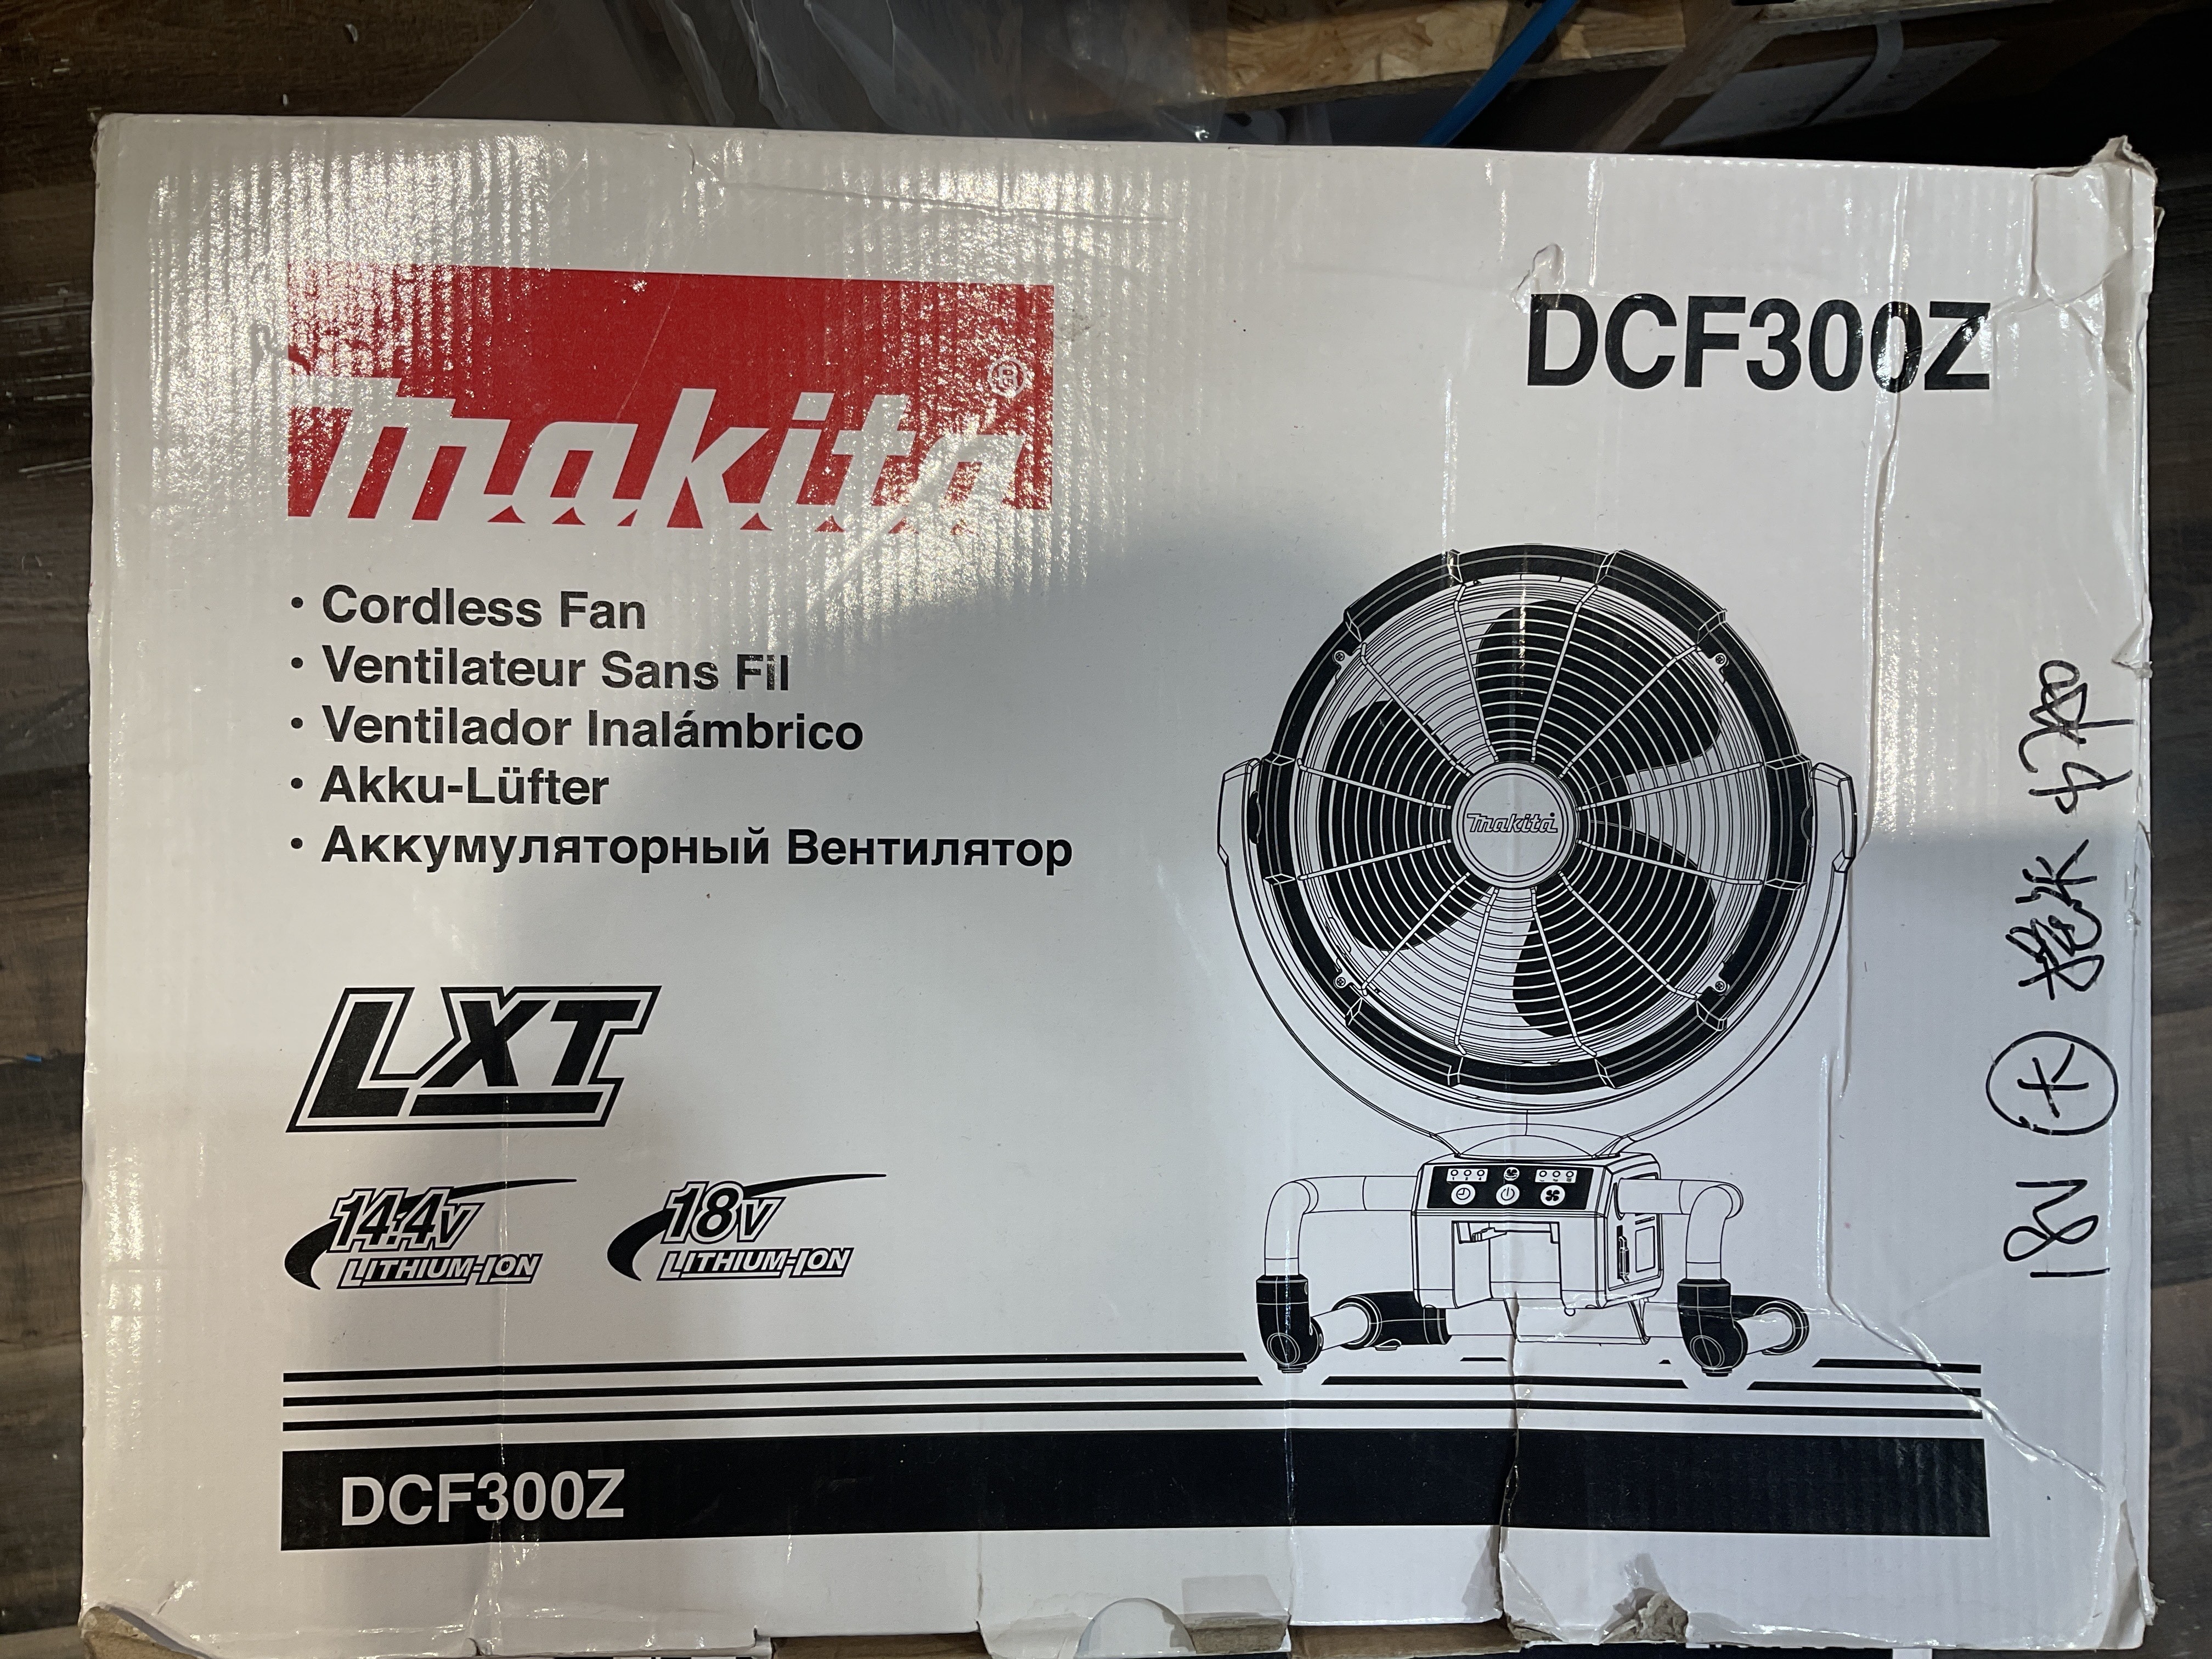 makita®
DCF300Z
• Cordless Fan
• Ventilateur Sans Fil
• Ventilador Inalámbrico
• Akku-Lüfter
• Аккумуляторный Вентилятор
makita
LXT
14.4V
LITHIUM-ION
18V
LITHIUM-ION
DCF300Z
18V